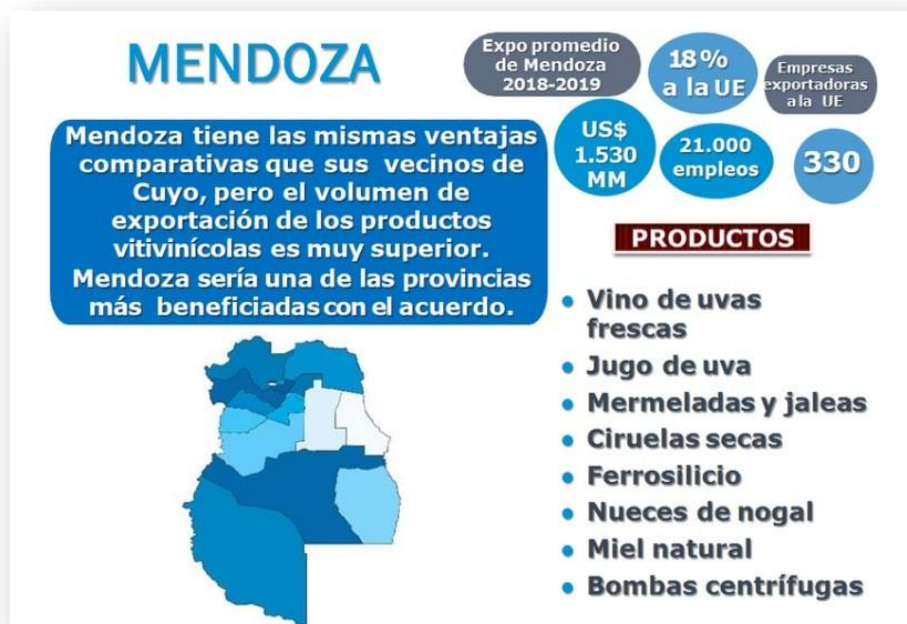 MENDOZA
Mendoza tiene las mismas ventajas
comparativas que sus vecinos de
Cuyo, pero el volumen de
exportación de los productos
vitivinícolas es muy superior.
Mendoza sería una de las provincias
más beneficiadas con el acuerdo.
Expo promedio
de Mendoza
2018-2019
US$
1.530
MM
18%
a la UE
21.000
empleos
Empresas
exportadoras
a la UE
330
PRODUCTOS
• Vino de uvas
frescas
• Jugo de uva
• Mermeladas y jaleas
• Ciruelas secas
• Ferrosilicio
• Nueces de nogal
• Miel natural
• Bombas centrífugas